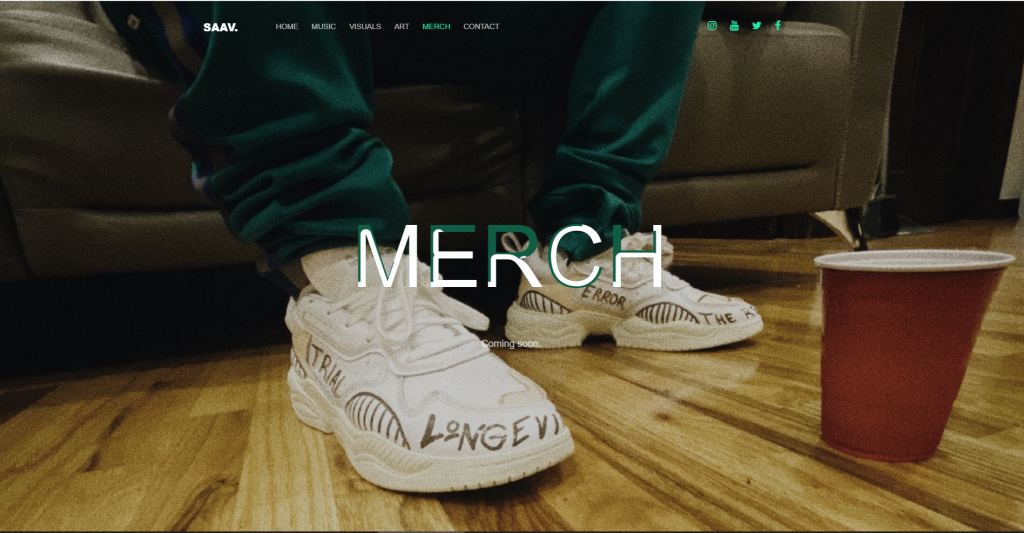 SAAV. HOME MUSIC VISUALS ART MERCH CONTACT
MERCH
ERROR
THE
Coming soon.
TRIAL
LONGEVI